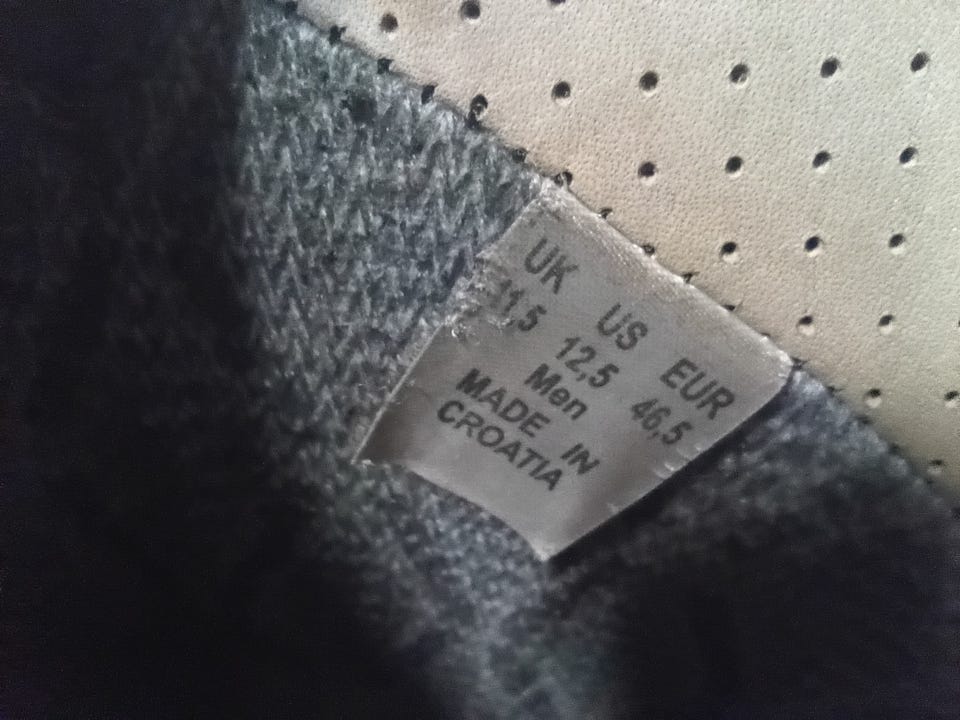 UK US EUR
11,5 12,5 46,5
Men
MADE IN
CROATIA